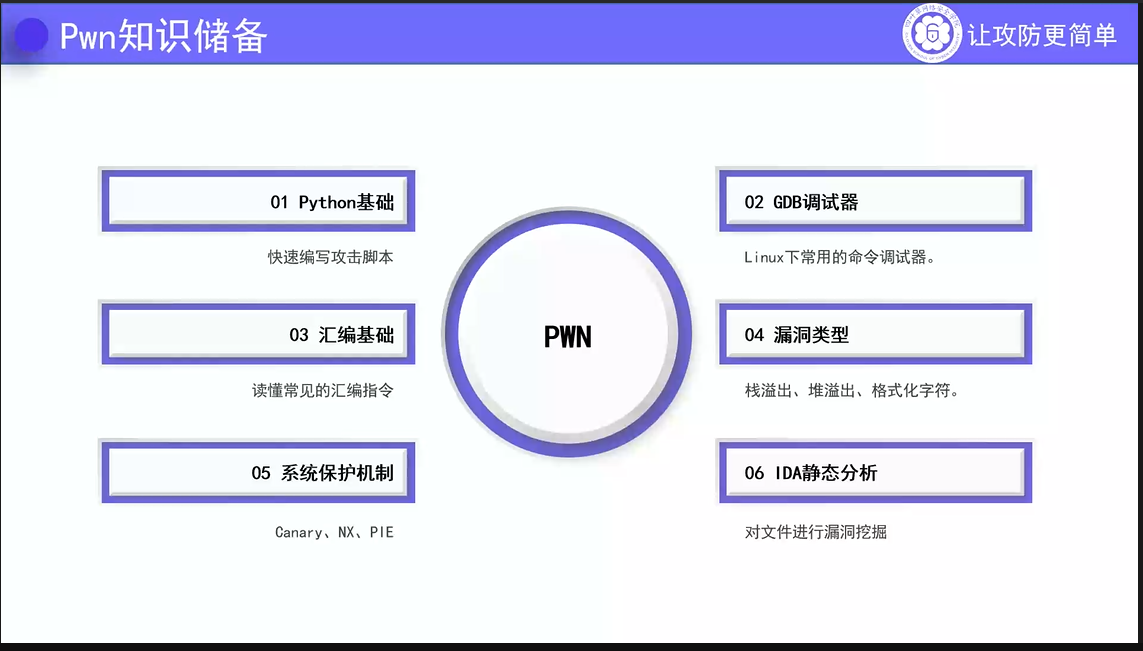 Pwn知识储备
让攻防更简单
01 Python基础
快速编写攻击脚本
02 GDB调试器
Linux下常用的命令调试器。
03 汇编基础
读懂常见的汇编指令
PWN
04 漏洞类型
栈溢出、堆溢出、格式化字符。
05 系统保护机制
Canary、NX、PIE
06 IDA静态分析
对文件进行漏洞挖掘